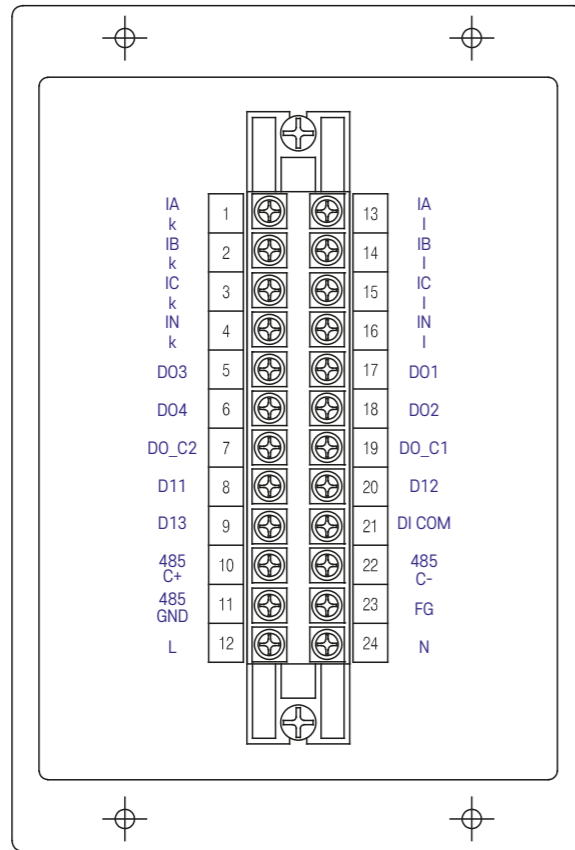 IA
k 1 13 IA
l
IB
k 2 14 IB
l
IC
k 3 15 IC
l
IN
k 4 16 IN
l
DO3 5 17 DO1
DO4 6 18 DO2
DO_C2 7 19 DO_C1
D11 8 20 D12
D13 9 21 DI COM
485
C+ 10 22 485
C-
485
GND 11 23 FG
L 12 24 N